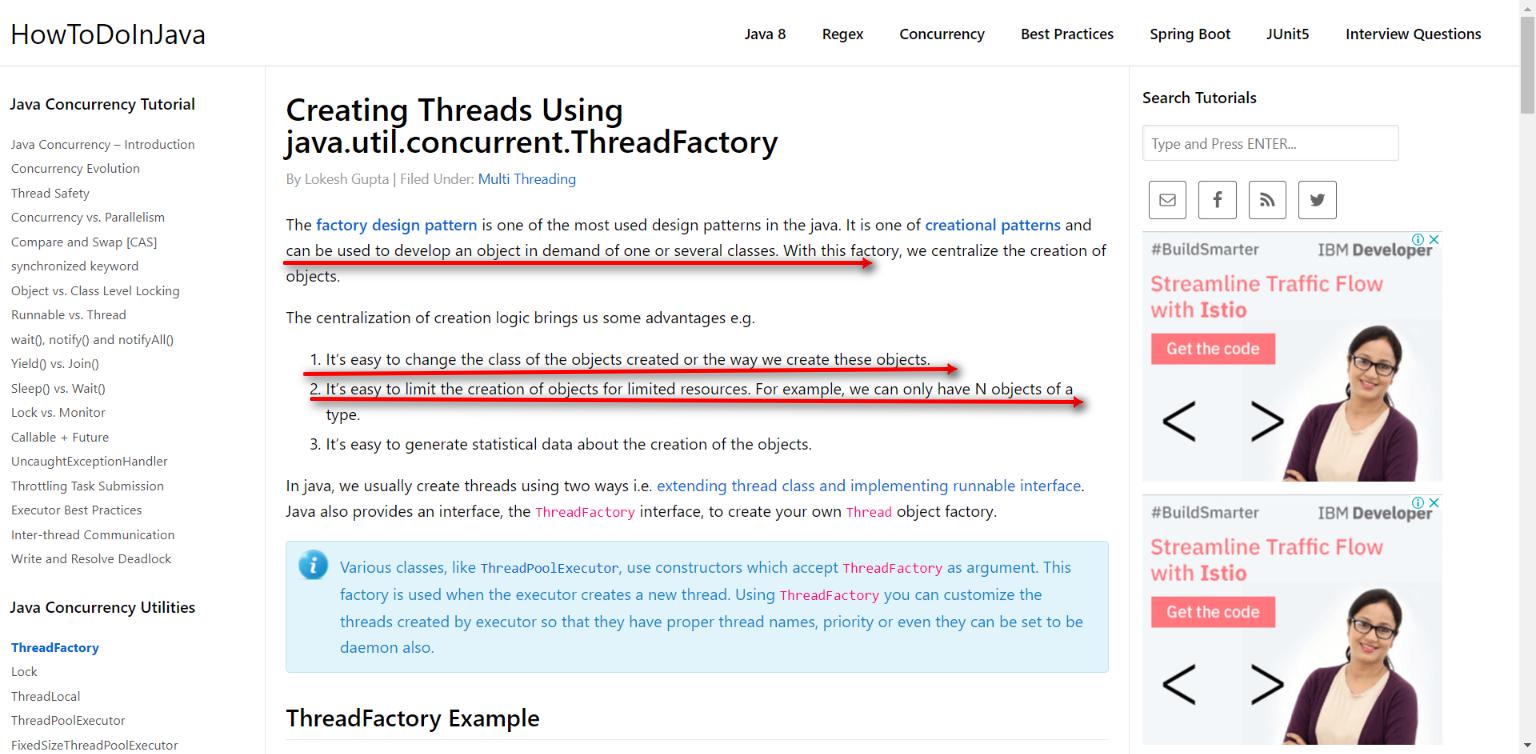 HowToDoInJava
Java 8
Regex
Concurrency
Best Practices
Spring Boot
JUnit5
Interview Questions
Java Concurrency Tutorial
Java Concurrency – Introduction
Concurrency Evolution
Thread Safety
Concurrency vs. Parallelism
Compare and Swap [CAS]
synchronized keyword
Object vs. Class Level Locking
Runnable vs. Thread
wait(), notify() and notifyAll()
Yield() vs. Join()
Sleep() vs. Wait()
Lock vs. Monitor
Callable + Future
UncaughtExceptionHandler
Throttling Task Submission
Executor Best Practices
Inter-thread Communication
Write and Resolve Deadlock
Java Concurrency Utilities
ThreadFactory
Lock
ThreadLocal
ThreadPoolExecutor
FixedSizeThreadPoolExecutor
Creating Threads Using
java.util.concurrent.ThreadFactory
By Lokesh Gupta | Filed Under: Multi Threading
The factory design pattern is one of the most used design patterns in the java. It is one of creational patterns and
can be used to develop an object in demand of one or several classes. With this factory, we centralize the creation of
objects.
The centralization of creation logic brings us some advantages e.g.
1. It’s easy to change the class of the objects created or the way we create these objects.
2. It’s easy to limit the creation of objects for limited resources. For example, we can only have N objects of a
type.
3. It’s easy to generate statistical data about the creation of the objects.
In java, we usually create threads using two ways i.e. extending thread class and implementing runnable interface.
Java also provides an interface, the ThreadFactory interface, to create your own Thread object factory.
Various classes, like ThreadPoolExecutor, use constructors which accept ThreadFactory as argument. This
factory is used when the executor creates a new thread. Using ThreadFactory you can customize the
threads created by executor so that they have proper thread names, priority or even they can be set to be
daemon also.
ThreadFactory Example
Search Tutorials
Type and Press ENTER...
#BuildSmarter
IBM Developer
Streamline Traffic Flow
with Istio
Get the code
< >
#BuildSmarter
IBM Developer
Streamline Traffic Flow
with Istio
Get the code
< >